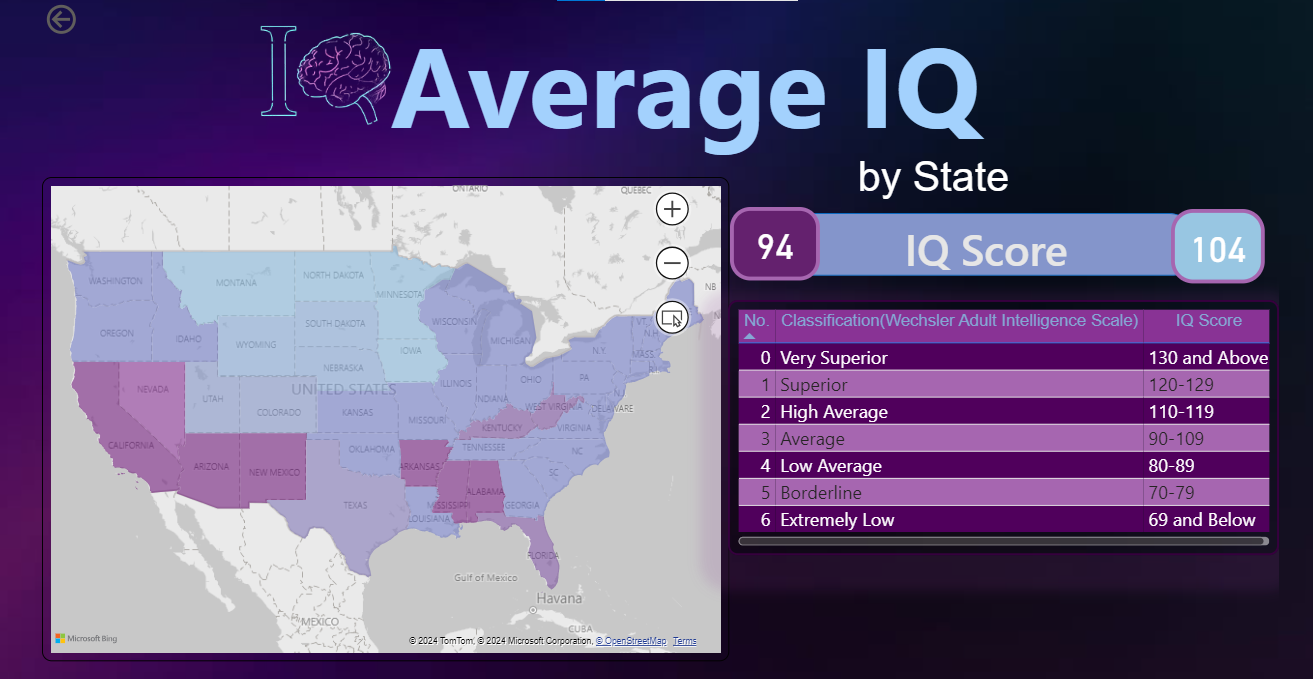 IQ Average IQ
by State
94 IQ Score 104
ONTARIO
QUEBEC
NB
WASHINGTON
MONTANA
NORTH DAKOTA
MINNESOTA
OREGON
IDAHO
SOUTH DAKOTA
WISCONSIN
MICHIGAN
VT.
N.H.
WYOMING
IOWA
N.Y.
MASS.
NEBRASKA
NEVADA
UTAH
UNITED STATES
ILLINOIS
INDIANA
OHIO
PA
R.I.
N.J.
COLORADO
KANSAS
MISSOURI
WEST VIRGINIA
DELAWARE
KENTUCKY
VIRGINIA
CALIFORNIA
OKLAHOMA
TENNESSEE
NC
ARIZONA
NEW MEXICO
ARKANSAS
SC
TEXAS
MISSISSIPPI
ALABAMA
GEORGIA
LOUISIANA
FLORIDA
Gulf of Mexico
Havana
MEXICO
CUBA
Microsoft Bing
© 2024 TomTom, © 2024 Microsoft Corporation, © OpenStreetMap Terms
No. Classification(Wechsler Adult Intelligence Scale) IQ Score
0 Very Superior 130 and Above
1 Superior 120-129
2 High Average 110-119
3 Average 90-109
4 Low Average 80-89
5 Borderline 70-79
6 Extremely Low 69 and Below